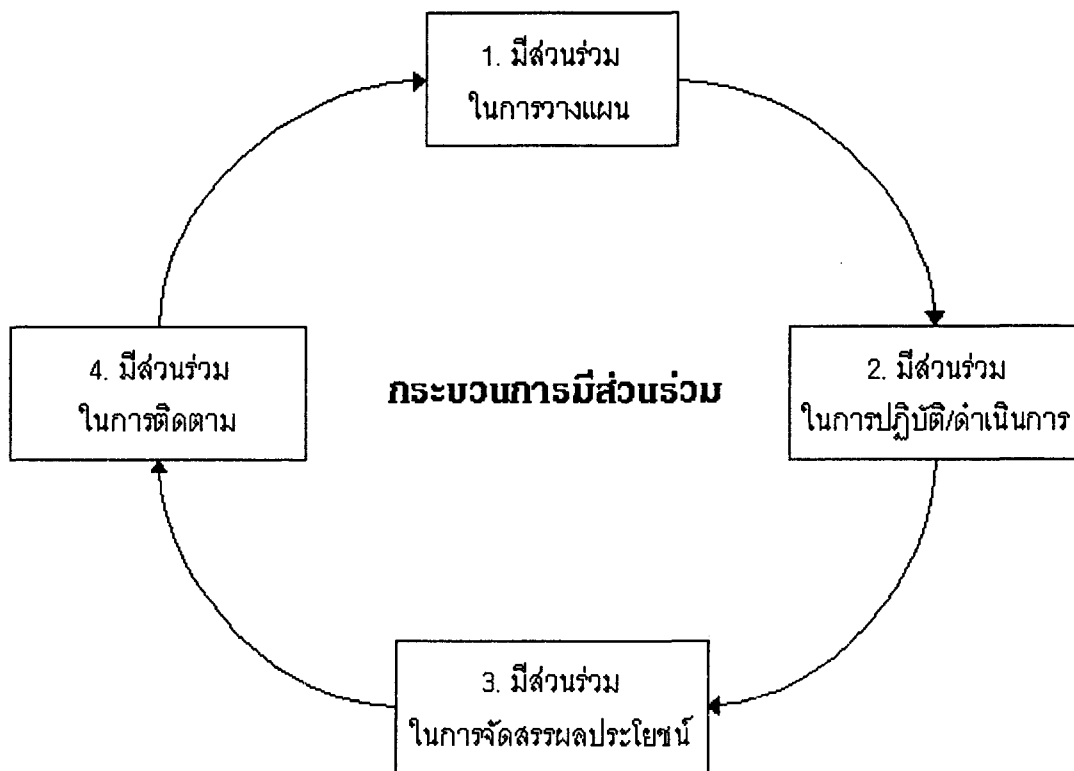 1. มีส่วนร่วม
ในการวางแผน
2. มีส่วนร่วม
ในการปฏิบัติ/ดำเนินการ
3. มีส่วนร่วม
ในการจัดสรรผลประโยชน์
4. มีส่วนร่วม
ในการติดตาม
กระบวนการมีส่วนร่วม